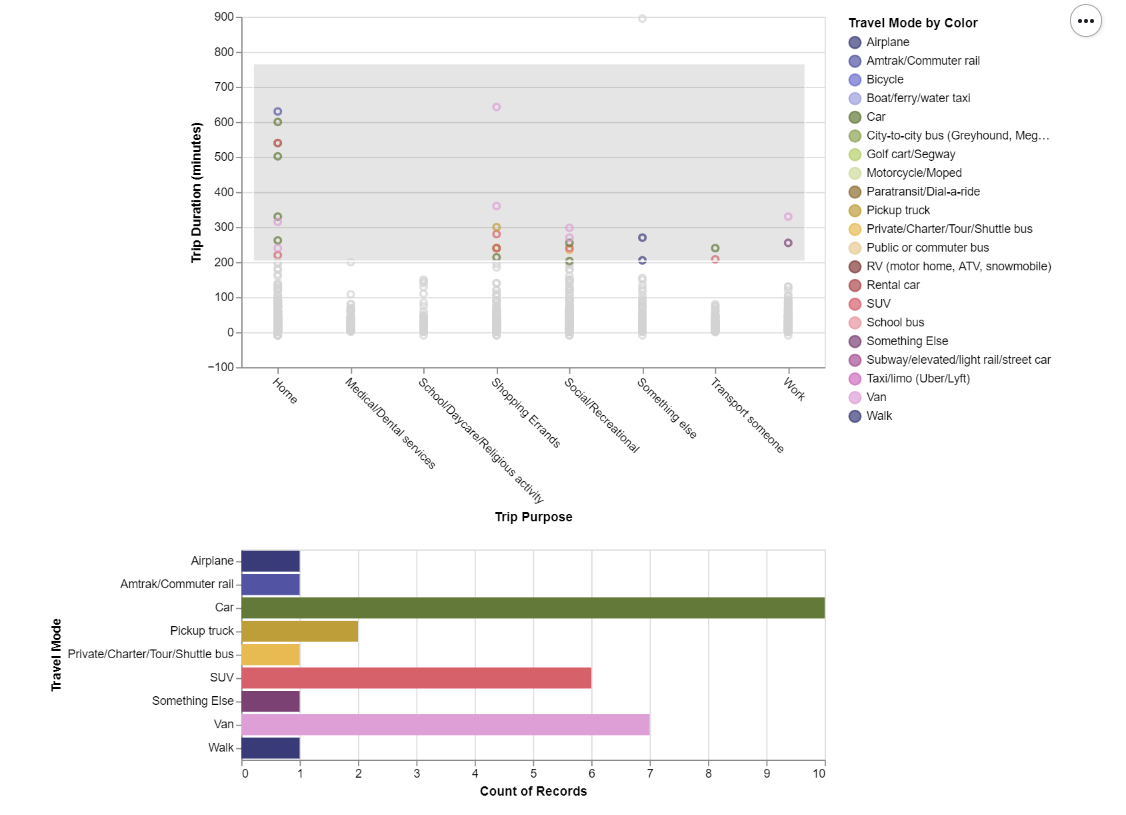 900
800
700
600
500
400
300
200
100
0
−100
Trip Duration (minutes)
Home
Medical/Dental services
School/Daycare/Religious activity
Shopping Errands
Social/Recreational
Something else
Transport someone
Work
Trip Purpose
Travel Mode by Color
Airplane
Amtrak/Commuter rail
Bicycle
Boat/ferry/water taxi
Car
City-to-city bus (Greyhound, Meg…
Golf cart/Segway
Motorcycle/Moped
Paratransit/Dial-a-ride
Pickup truck
Private/Charter/Tour/Shuttle bus
Public or commuter bus
RV (motor home, ATV, snowmobile)
Rental car
SUV
School bus
Something Else
Subway/elevated/light rail/street car
Taxi/limo (Uber/Lyft)
Van
Walk
Travel Mode
Airplane
Amtrak/Commuter rail
Car
Pickup truck
Private/Charter/Tour/Shuttle bus
SUV
Something Else
Van
Walk
0 1 2 3 4 5 6 7 8 9 10
Count of Records